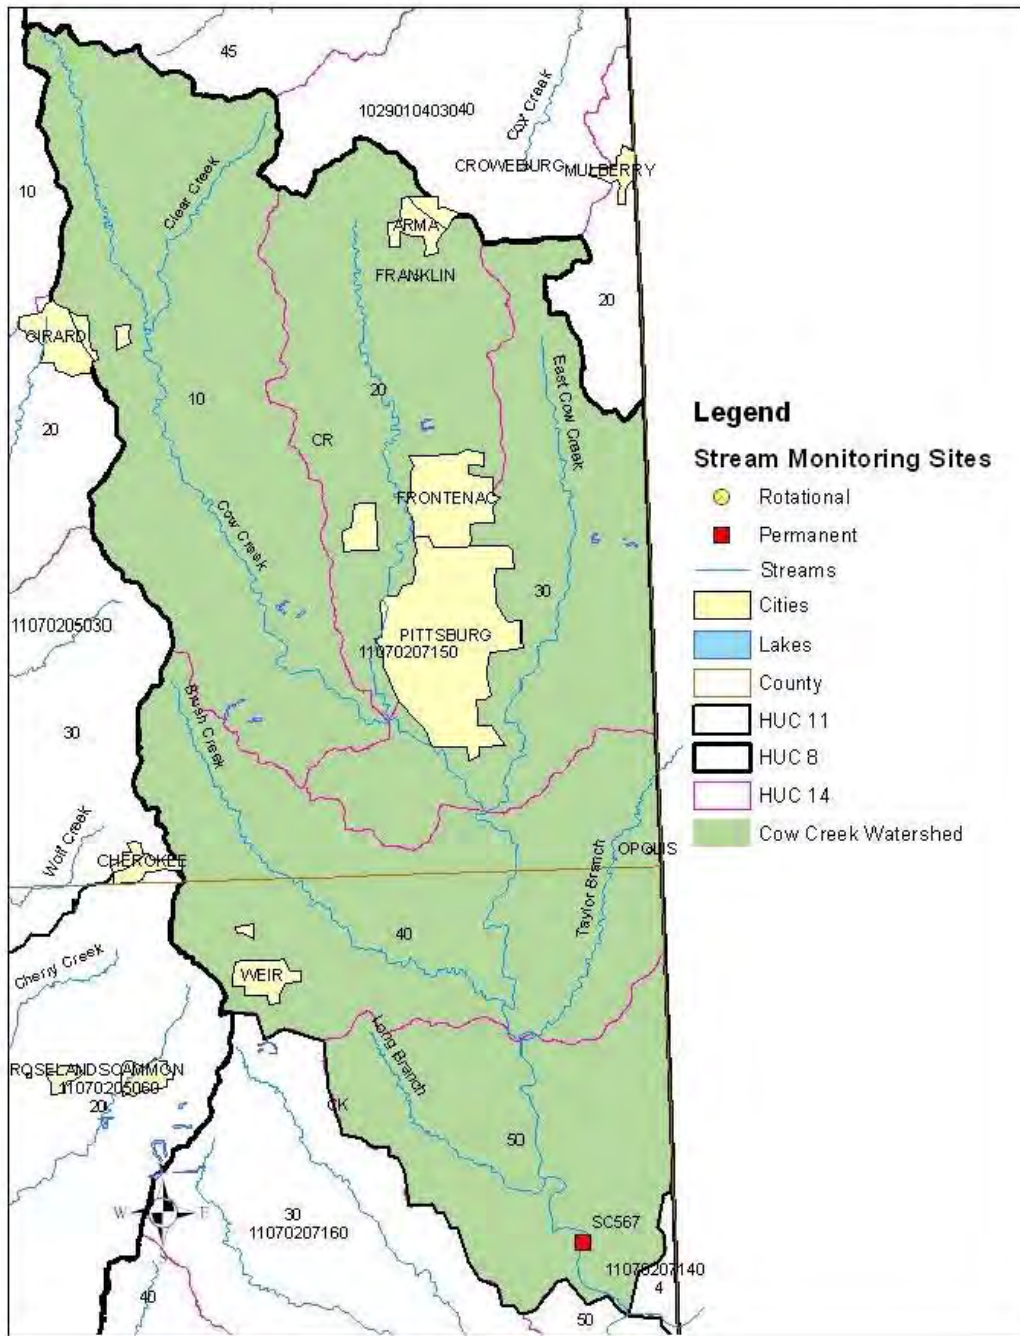 45
1029010403040
Cox Creek
CROWEBURG
MULBERRY
10
Clear Creek
ARMA
FRANKLIN
20
GIRARD
10
20
20
East Cow Creek
CR
FRONTENAC
Cow Creek
30
11070205030
PITTSBURG
11070207150
30
Brush Creek
Wolf Creek
CHEROKEE
OPOLIS
Taylor Branch
40
Cherry Creek
WEIR
Long Branch
ROSELAND
SCAMMON
11070205060
20
CK
50
W
E
30
11070207160
SC567
11070207140
4
40
50
Legend
Stream Monitoring Sites
Rotational
Permanent
Streams
Cities
Lakes
County
HUC 11
HUC 8
HUC 14
Cow Creek Watershed